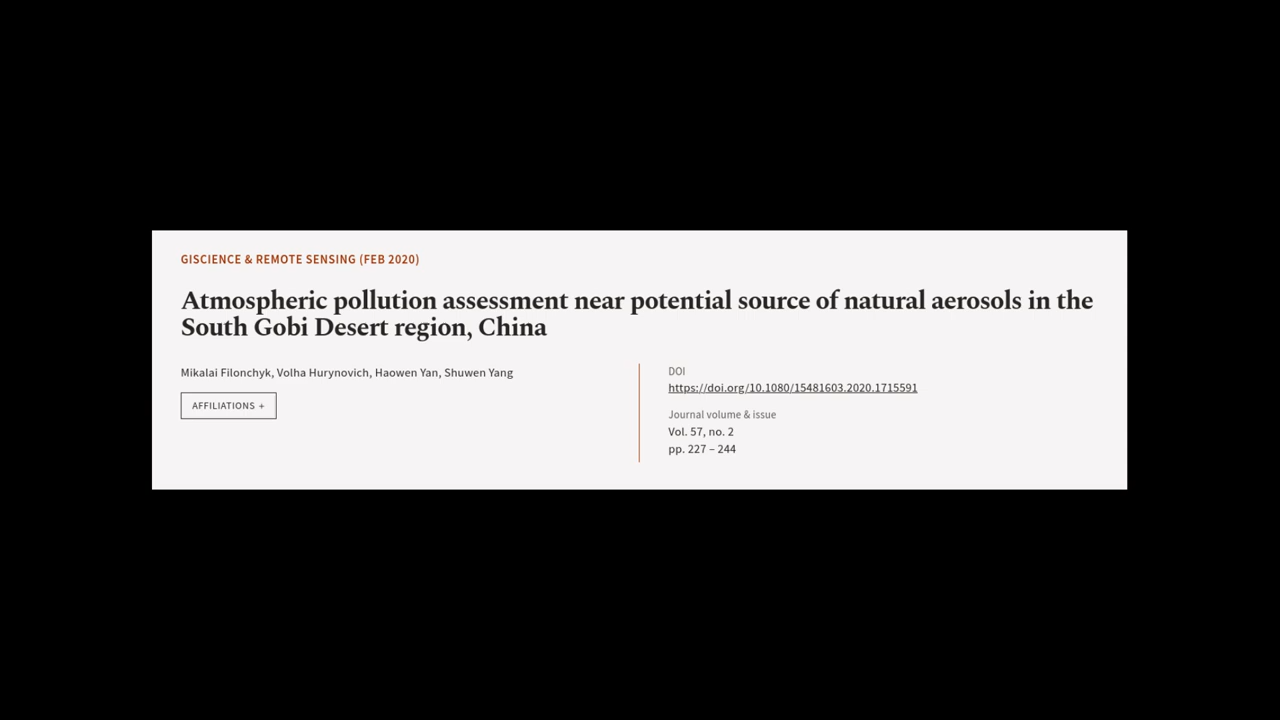 GISCIENCE & REMOTE SENSING (FEB 2020)
Atmospheric pollution assessment near potential source of natural aerosols in the
South Gobi Desert region, China
Mikalai Filonchyk, Volha Hurynovich, Haowen Yan, Shuwen Yang
AFFILIATIONS +
DOI
https://doi.org/10.1080/15481603.2020.1715591
Journal volume & issue
Vol. 57, no. 2
pp. 227 – 244